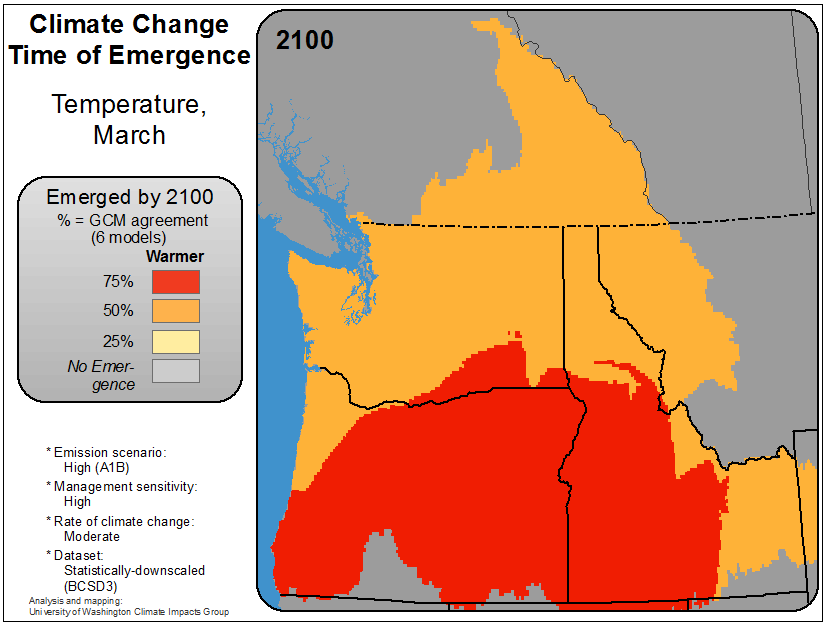 Climate Change
Time of Emergence
Temperature,
March
Emerged by 2100
% = GCM agreement
(6 models)
Warmer
75%
50%
25%
No Emer-
gence
* Emission scenario:
High (A1B)
* Management sensitivity:
High
* Rate of climate change:
Moderate
* Dataset:
Statistically-downscaled
(BCSD3)
Analysis and mapping:
University of Washington Climate Impacts Group
2100